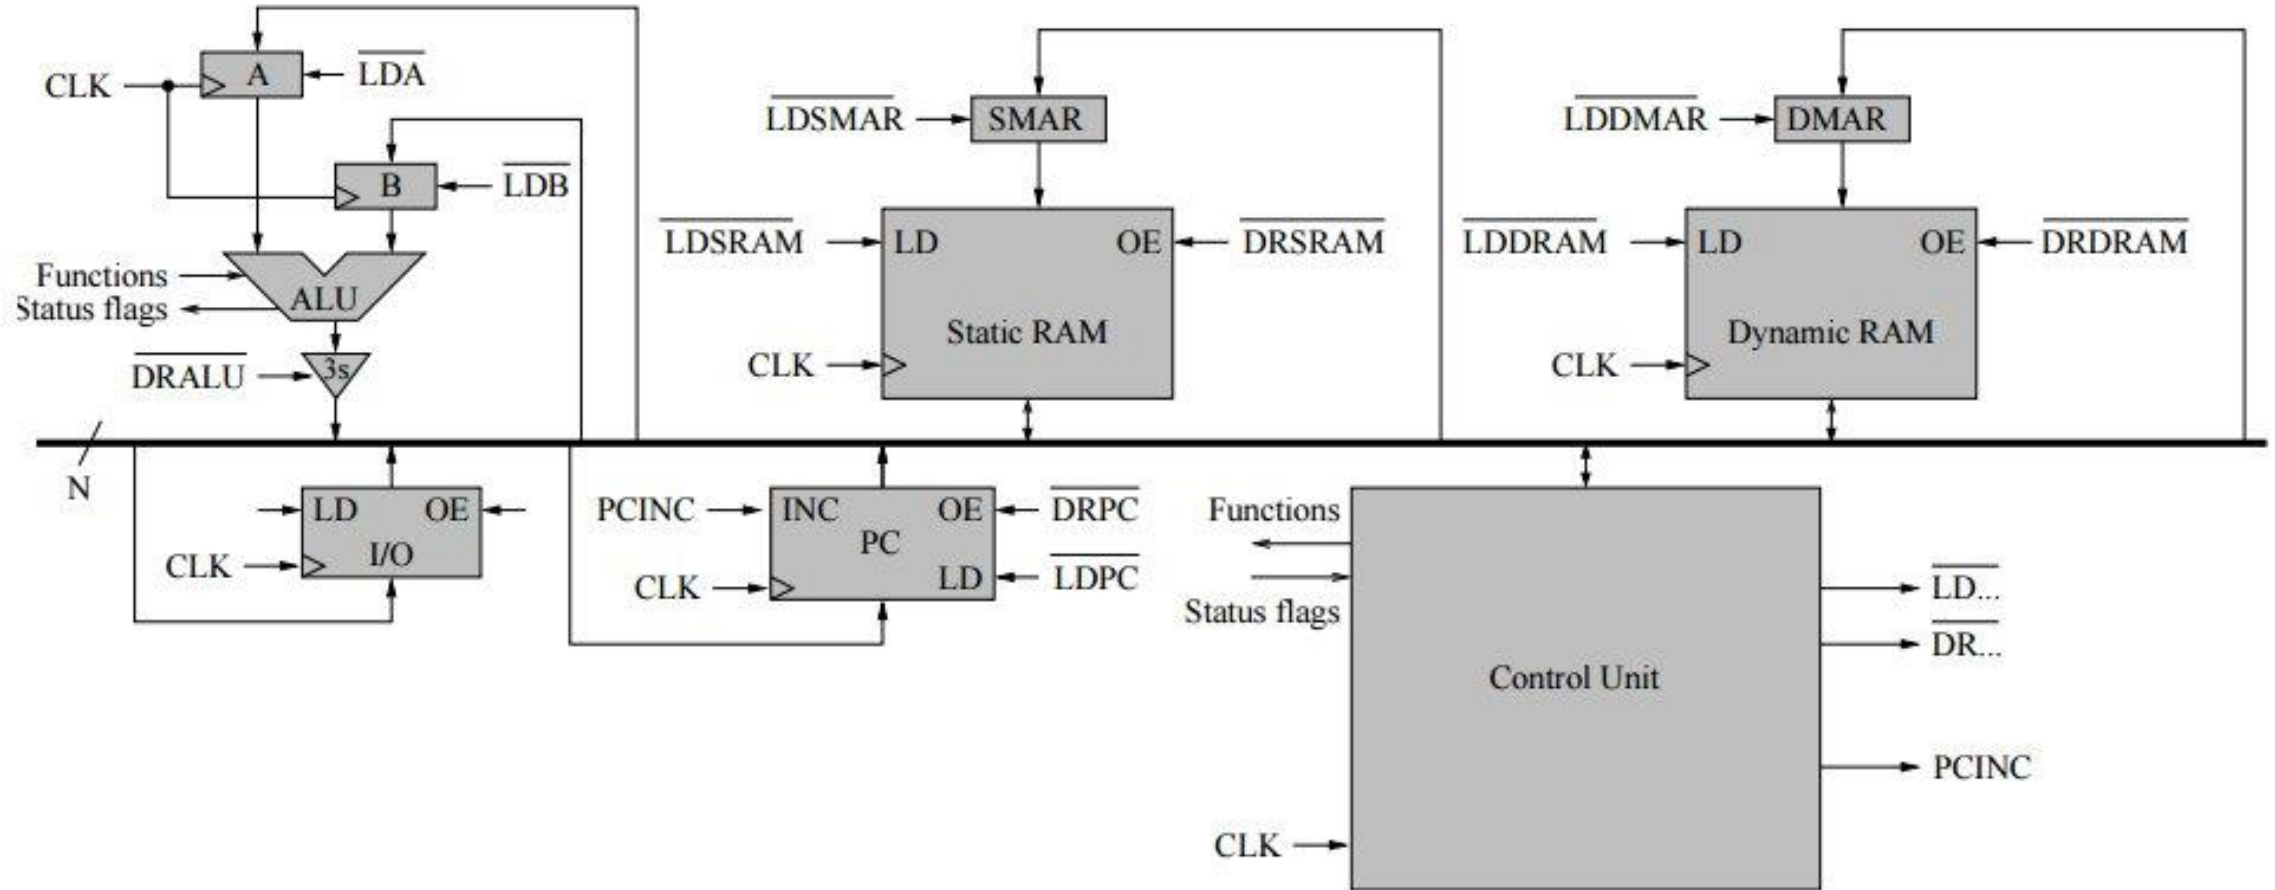 CLK
A
LDA
B
LDB
Functions
Status flags
ALU
DRALU
3s
N
LDSMAR
SMAR
LDSRAM
LD
OE
DRSRAM
Static RAM
CLK
LDDMAR
DMAR
LDDRAM
LD
OE
DRDRAM
Dynamic RAM
CLK
LD
OE
I/O
CLK
PCINC
INC
OE
DRPC
PC
CLK
LD
LDPC
Functions
Status flags
Control Unit
LD...
DR...
PCINC
CLK